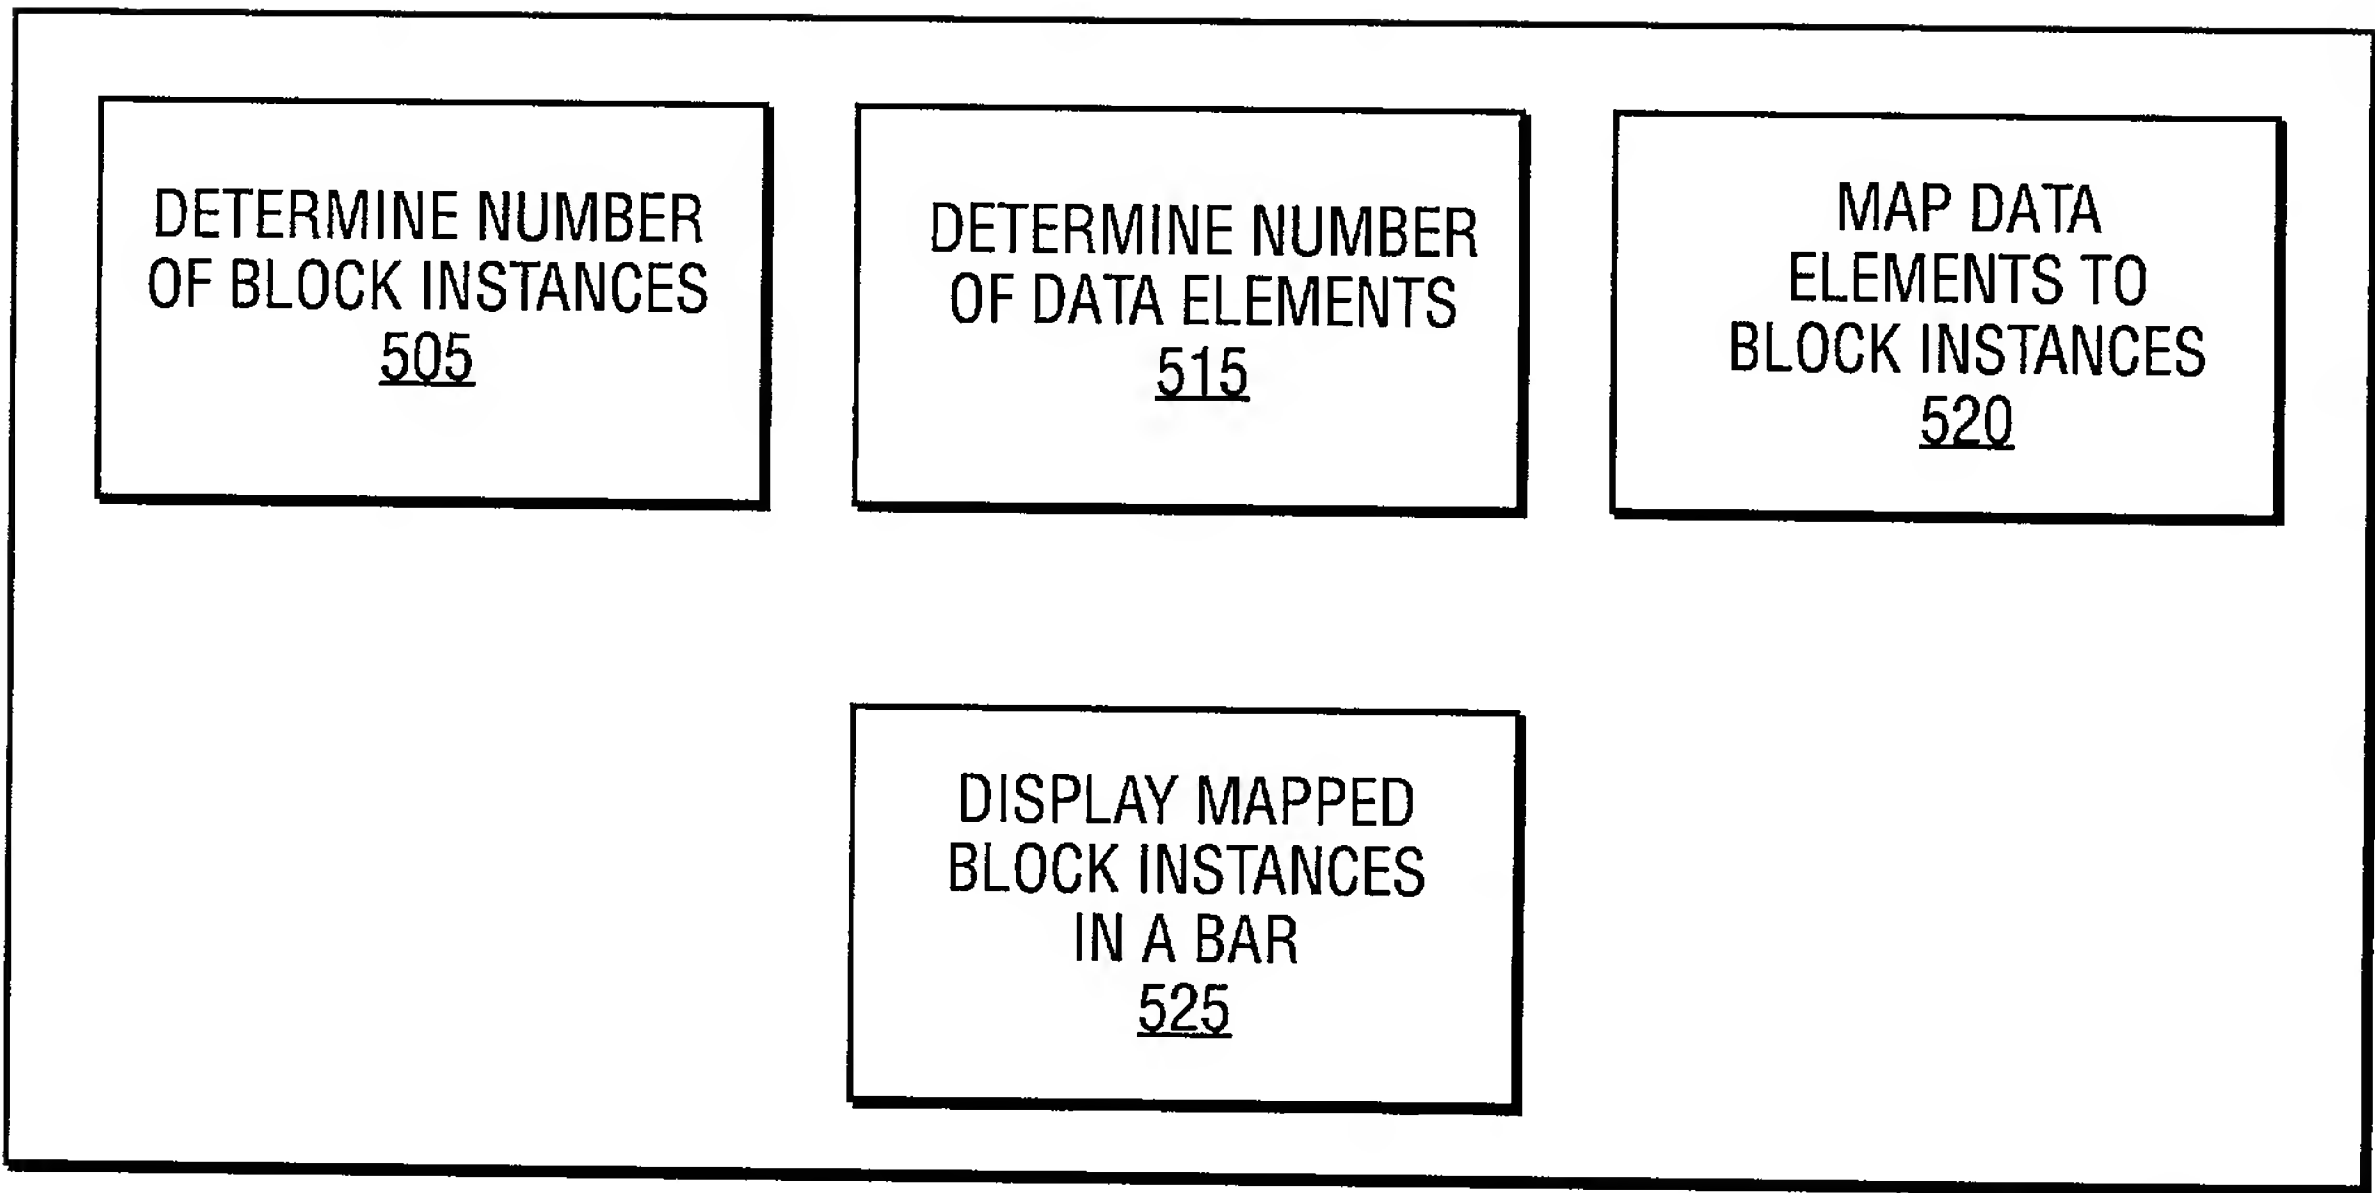 DETERMINE NUMBER
OF BLOCK INSTANCES
505
DETERMINE NUMBER
OF DATA ELEMENTS
515
MAP DATA
ELEMENTS TO
BLOCK INSTANCES
520
DISPLAY MAPPED
BLOCK INSTANCES
IN A BAR
525